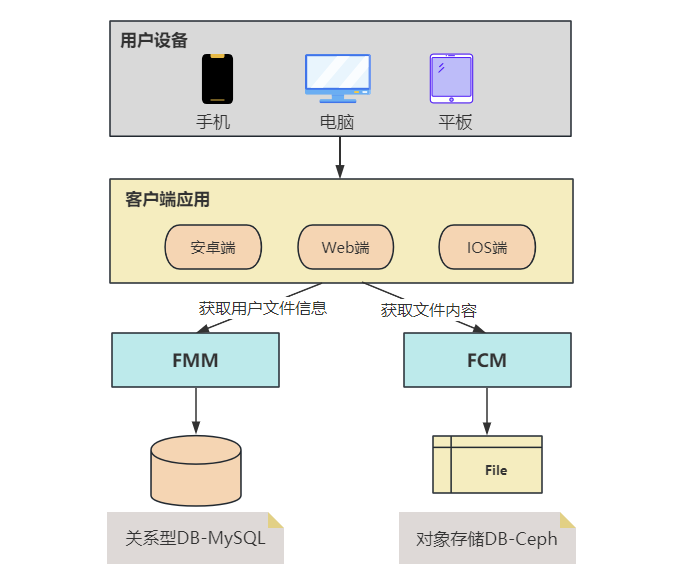 用户设备
手机
电脑
平板
客户端应用
安卓端
Web端
IOS端
获取用户文件信息
获取文件内容
FMM
FCM
File
关系型DB-MySQL
对象存储DB-Ceph